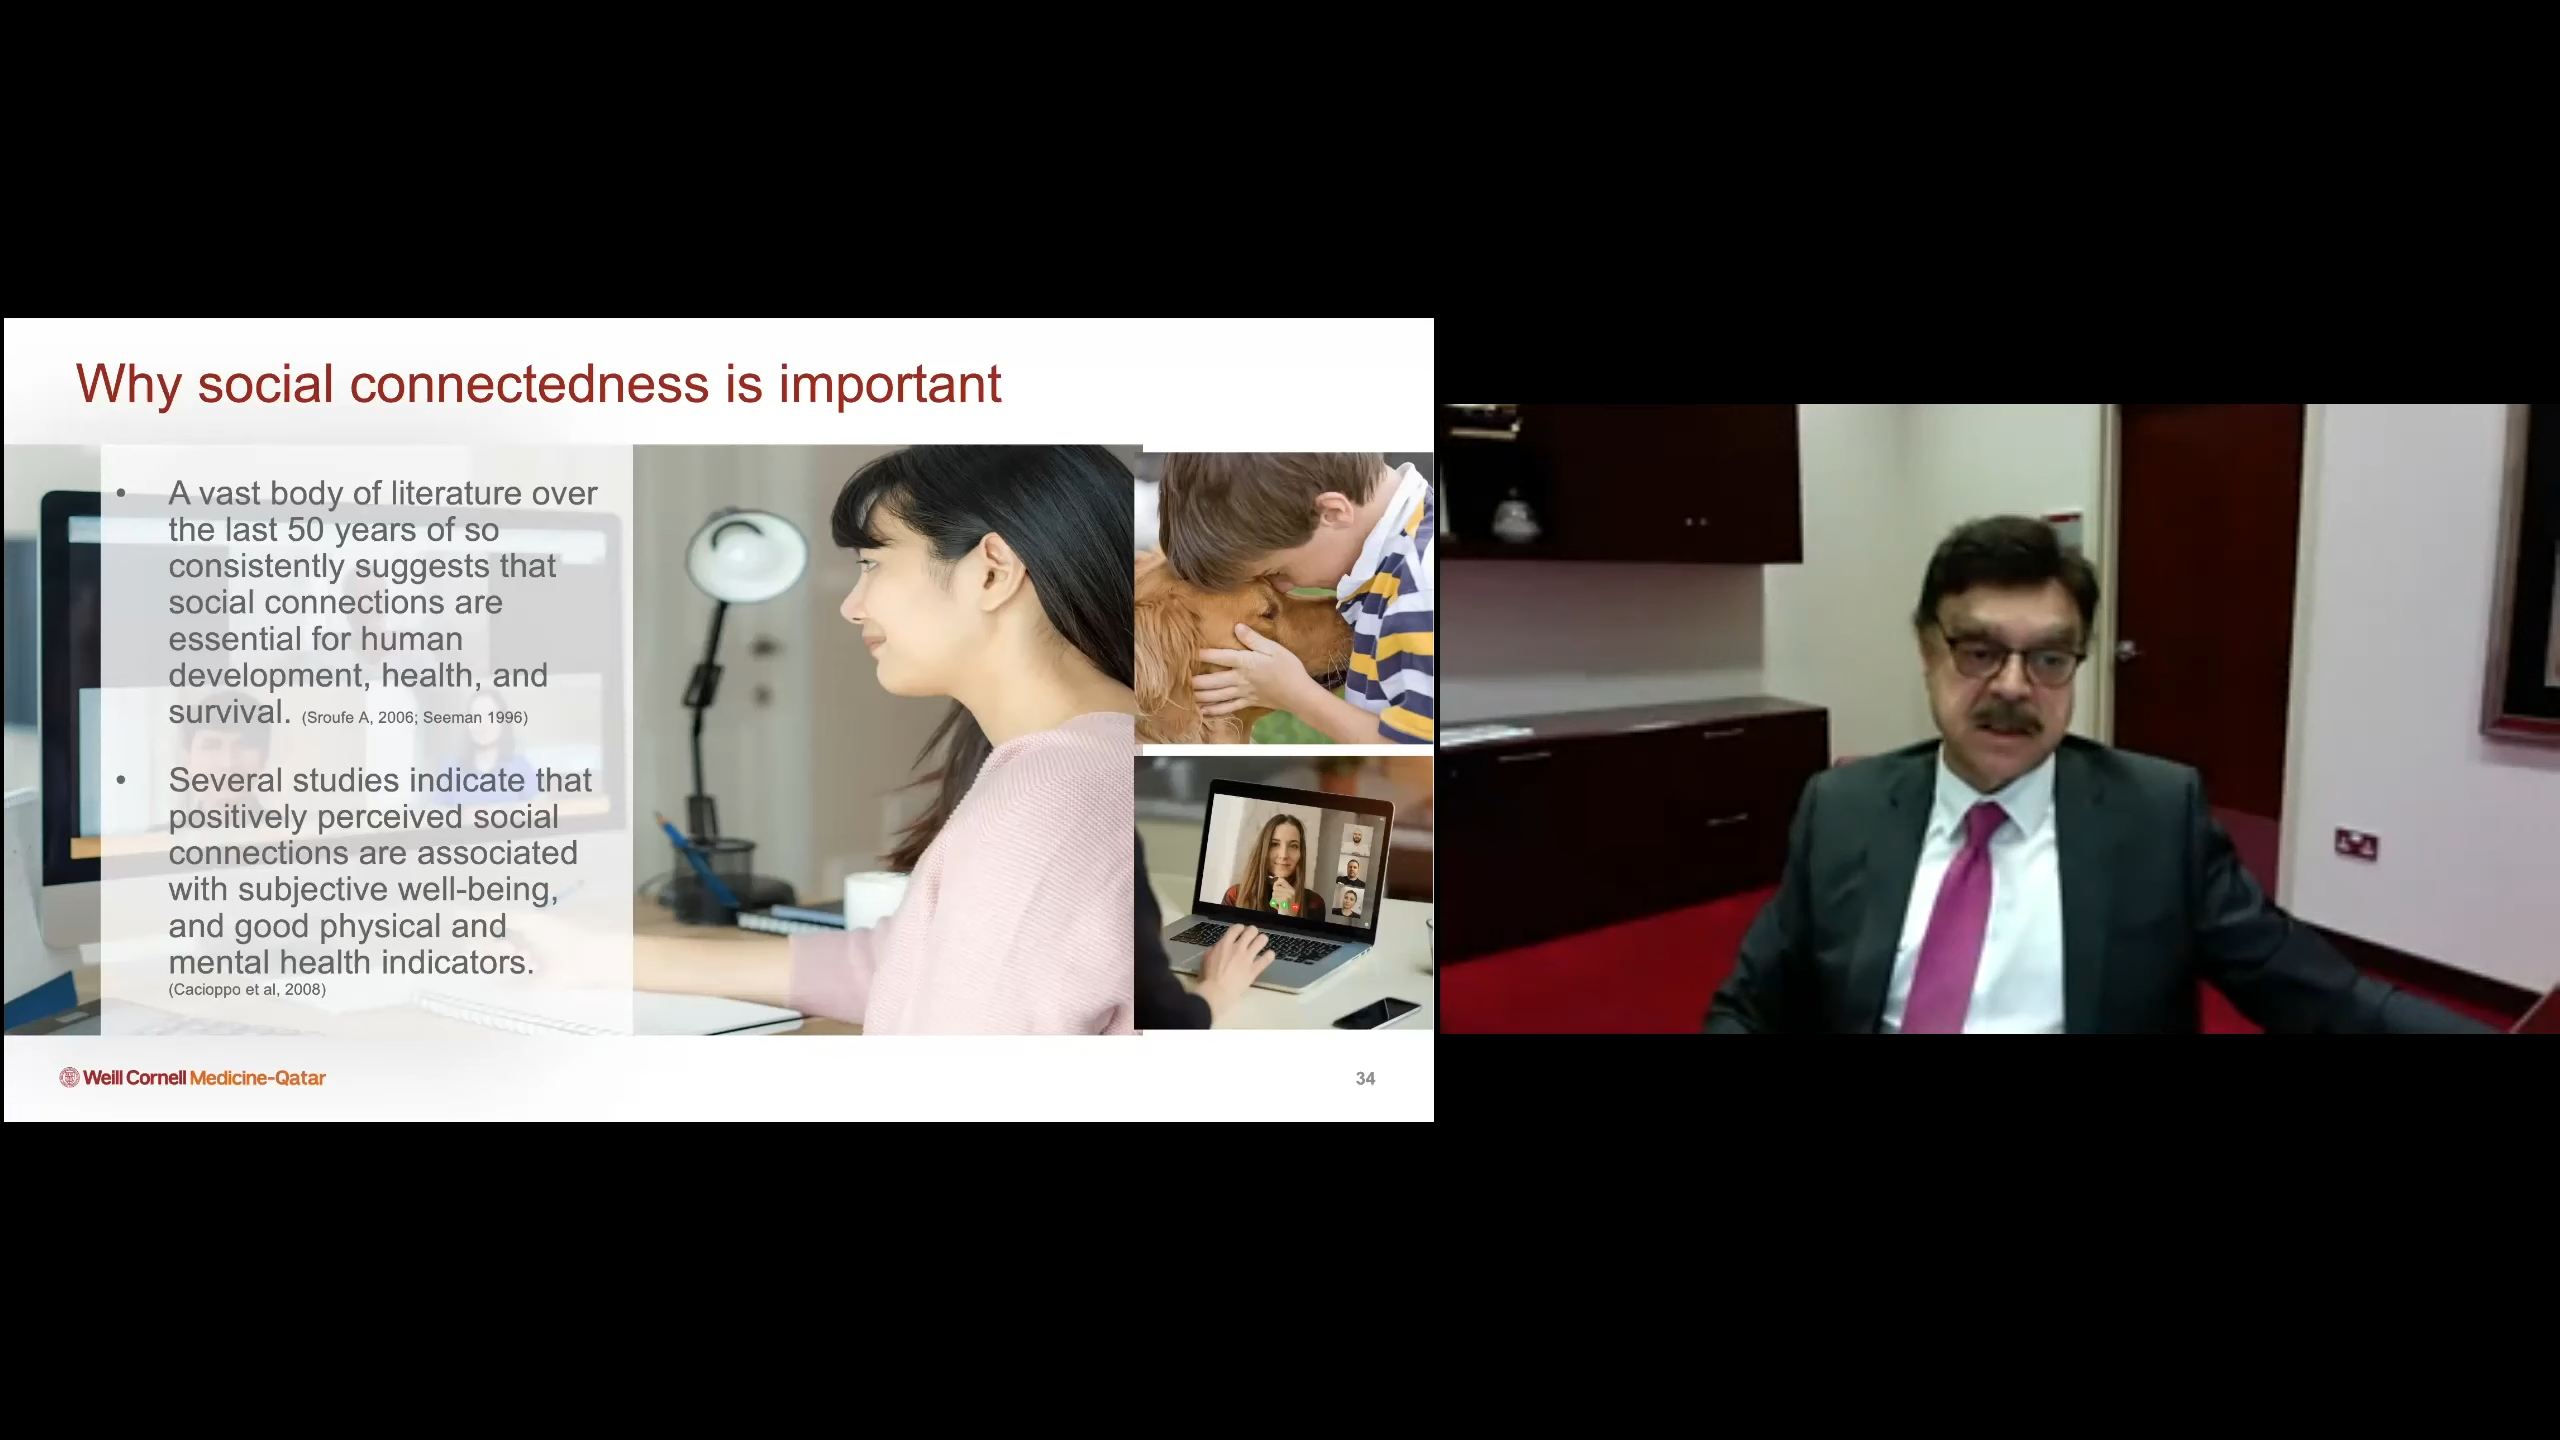 Why social connectedness is important
• A vast body of literature over
the last 50 years of so
consistently suggests that
social connections are
essential for human
development, health, and
survival. (Sroufe A, 2006; Seeman 1996)
• Several studies indicate that
positively perceived social
connections are associated
with subjective well-being,
and good physical and
mental health indicators.
(Cacioppo et al, 2008)
Weill Cornell Medicine-Qatar
34